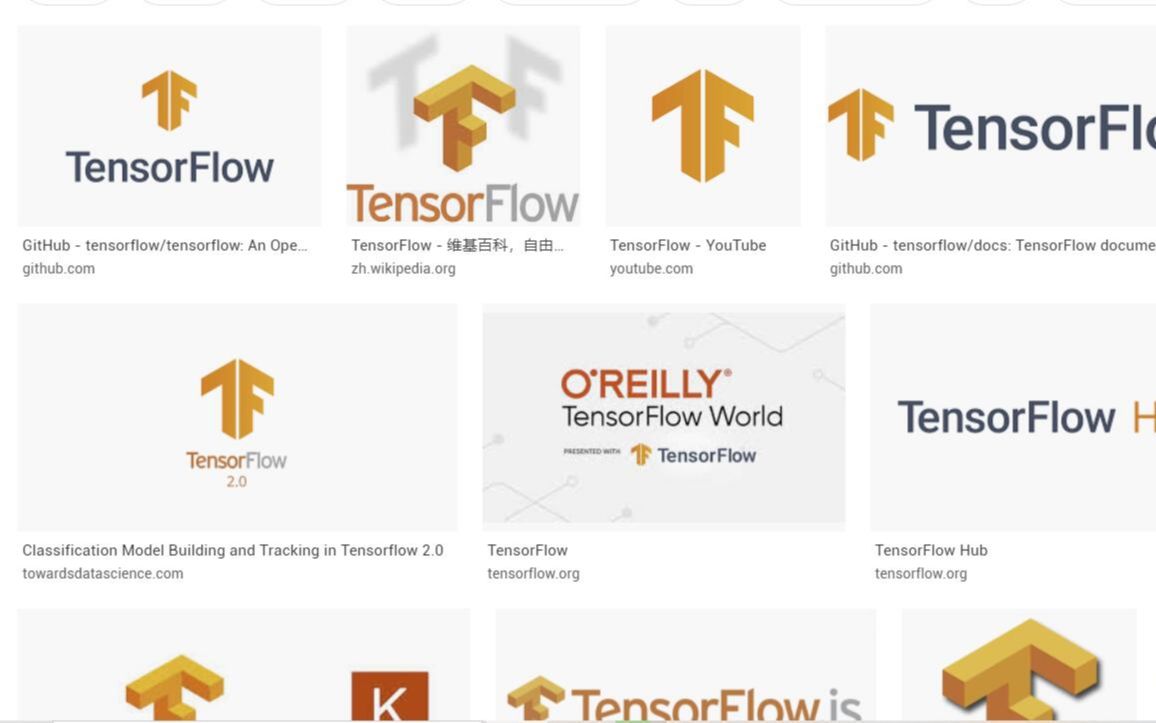 TensorFlow
TensorFlow
TensorFlo
GitHub - tensorflow/tensorflow: An Ope...
github.com
TensorFlow - 维基百科，自由...
zh.wikipedia.org
TensorFlow - YouTube
youtube.com
GitHub - tensorflow/docs: TensorFlow docume
github.com
TensorFlow
2.0
O'REILLY®
TensorFlow World
PRESENTED WITH TensorFlow
TensorFlow H
Classification Model Building and Tracking in Tensorflow 2.0
towardsdatascience.com
TensorFlow
tensorflow.org
TensorFlow Hub
tensorflow.org
K
TensorFlow is